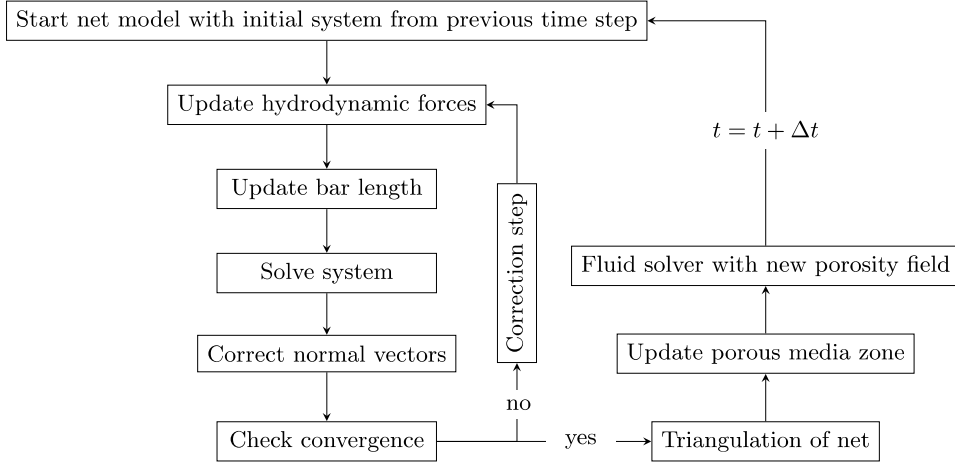 Start net model with initial system from previous time step
Update hydrodynamic forces
Update bar length
Solve system
Correct normal vectors
Check convergence
Correction step
no
yes
Triangulation of net
Update porous media zone
Fluid solver with new porosity field
t = t + Δt